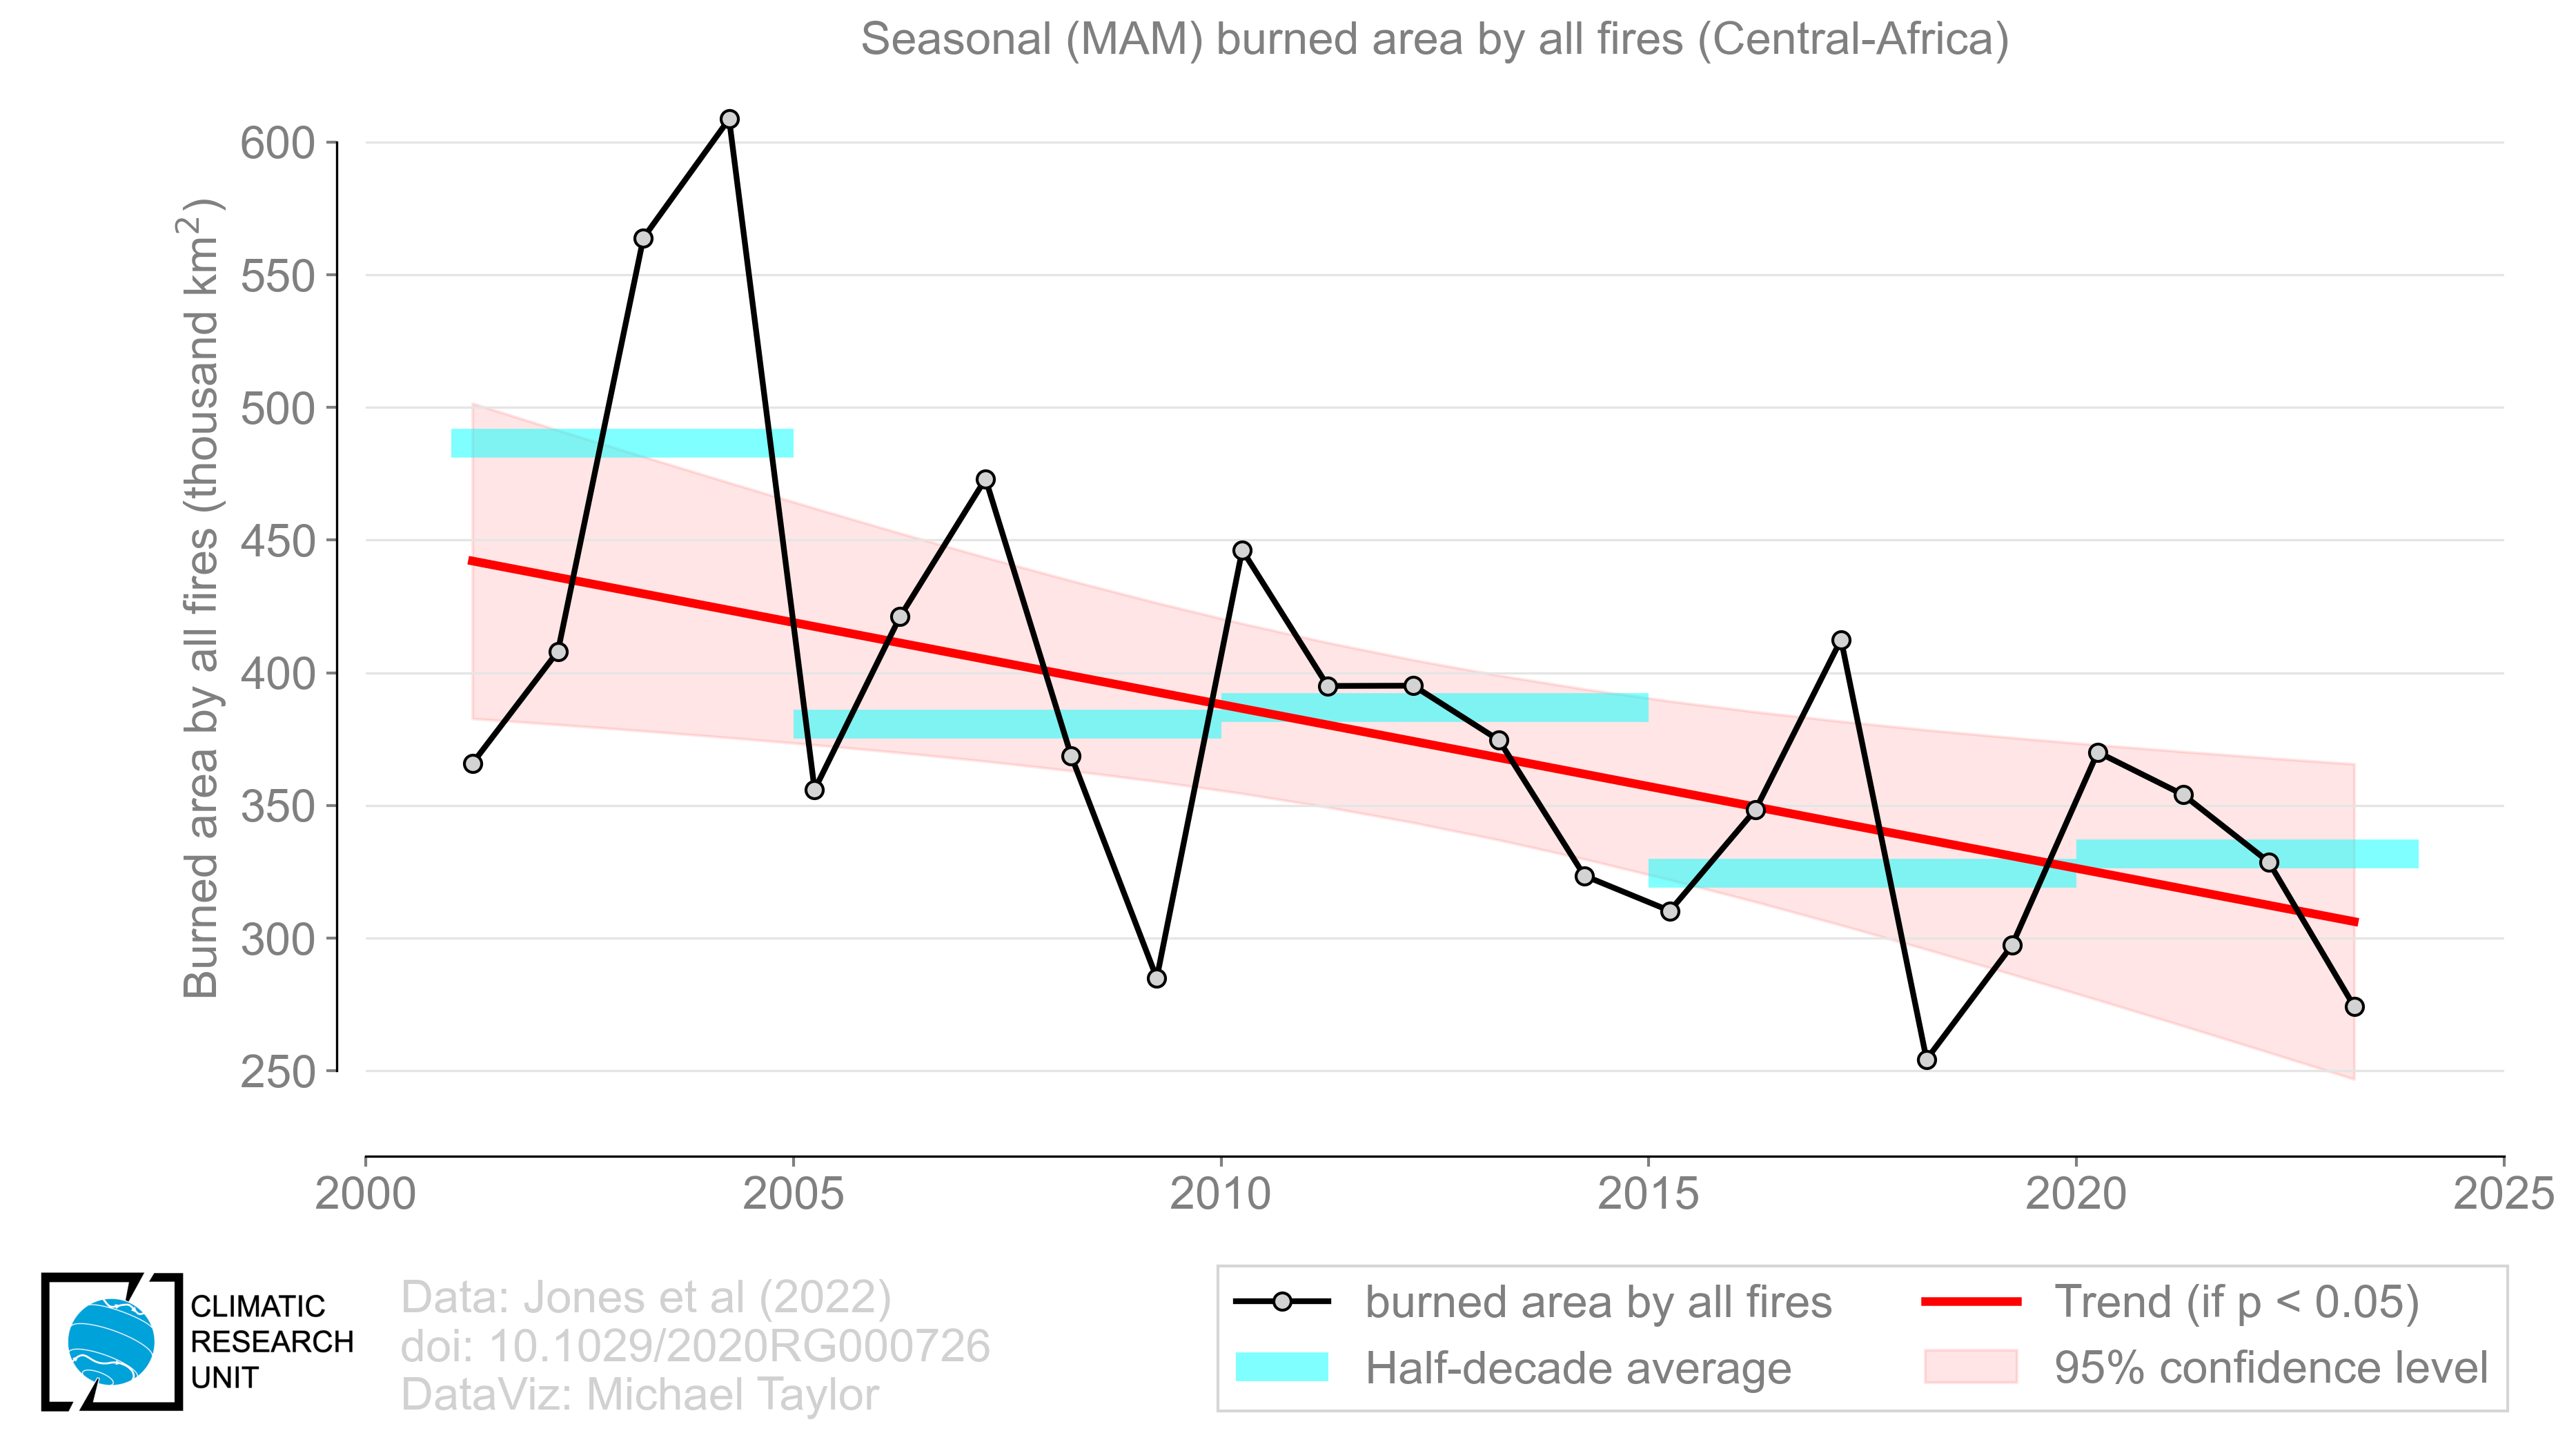 Seasonal (MAM) burned area by all fires (Central-Africa)
Burned area by all fires (thousand km²)
600
550
500
450
400
350
300
250
2000
2005
2010
2015
2020
2025
CLIMATIC
RESEARCH
UNIT
Data: Jones et al (2022)
doi: 10.1029/2020RG000726
DataViz: Michael Taylor
burned area by all fires
Half-decade average
Trend (if p < 0.05)
95% confidence level